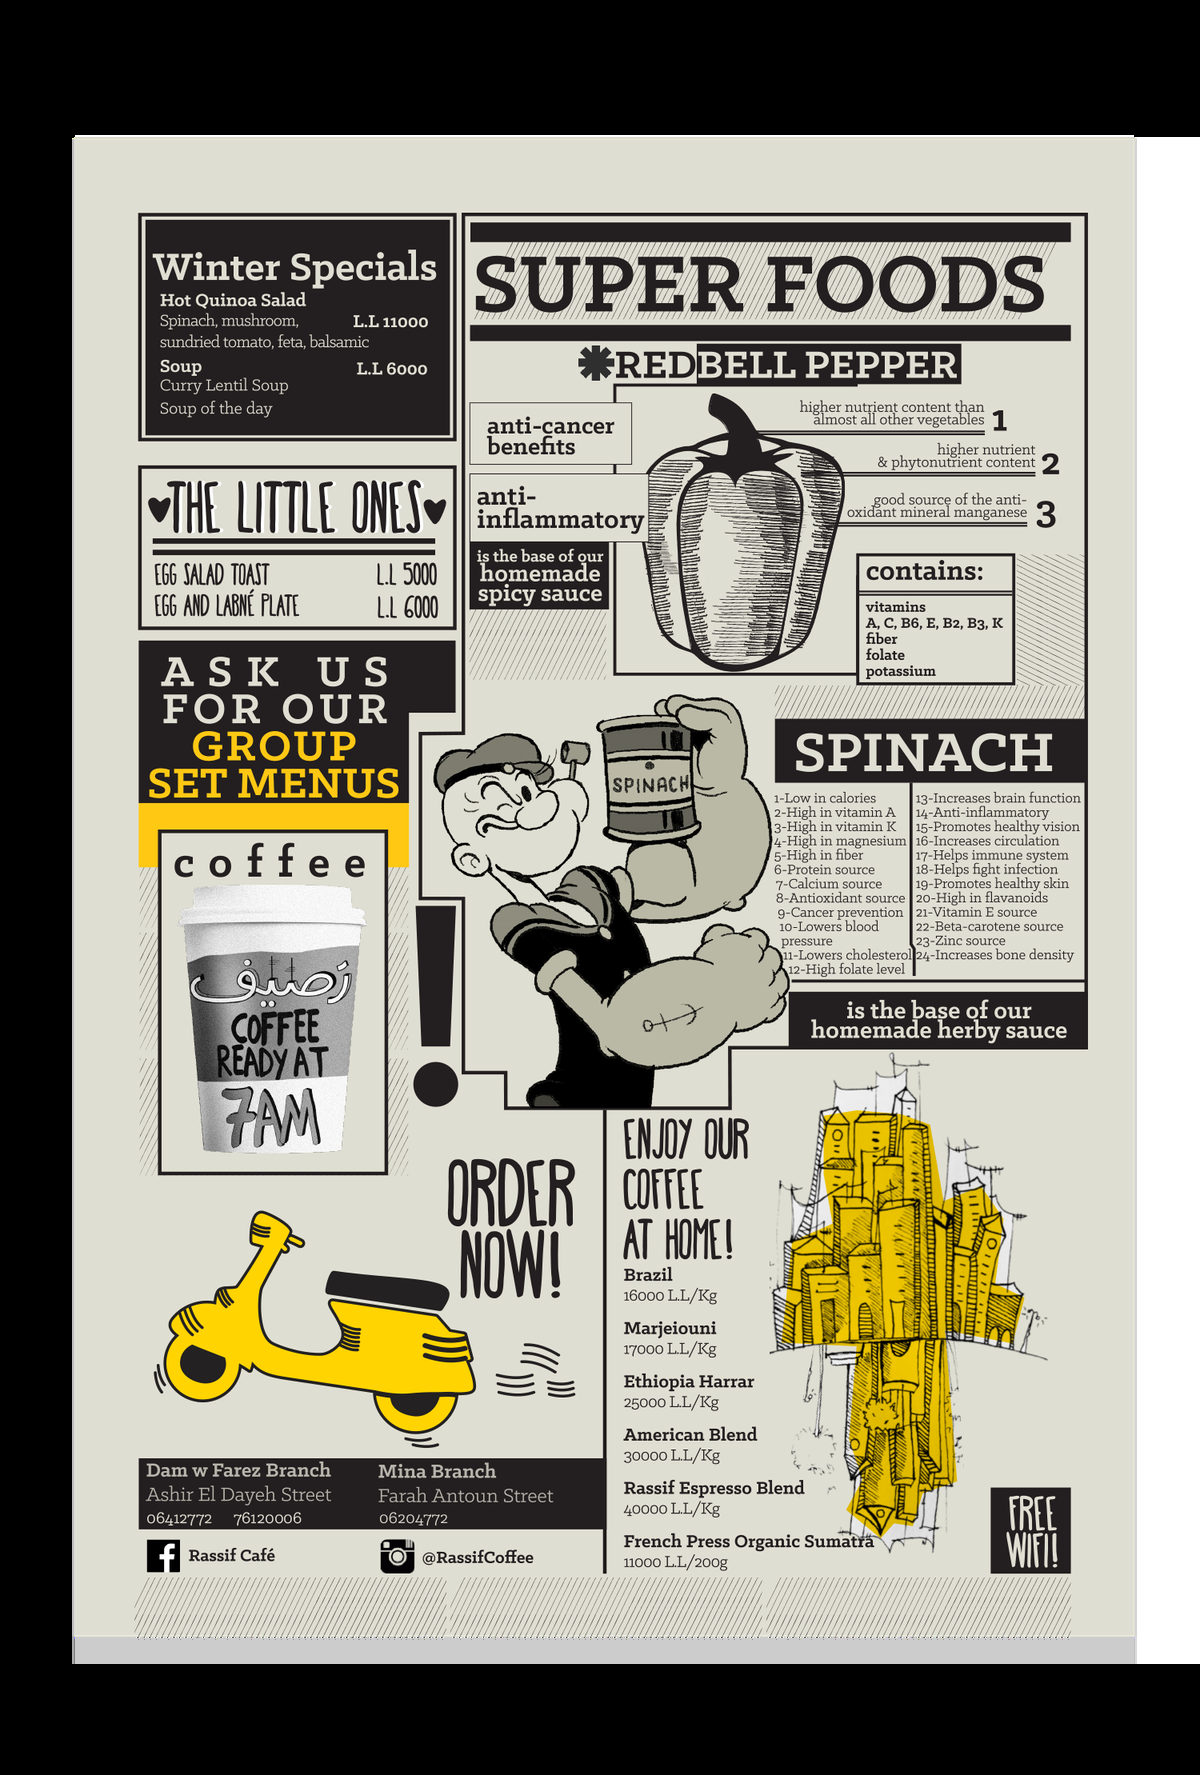 Winter Specials
Hot Quinoa Salad
Spinach, mushroom, L.L 11000
sundried tomato, feta, balsamic
Soup L.L 6000
Curry Lentil Soup
Soup of the day
THE LITTLE ONES
EGG SALAD TOAST L.L 5000
EGG AND LABNÉ PLATE L.L 6000
ASK US
FOR OUR
GROUP
SET MENUS
coffee
رَصيف
COFFEE
READY AT
7AM
!
SUPER FOODS
RED BELL PEPPER
anti-cancer
benefits
anti-
inflammatory
is the base of our
homemade
spicy sauce
higher nutrient content than
almost all other vegetables 1
higher nutrient
& phytonutrient content 2
good source of the anti-
oxidant mineral manganese 3
contains:
vitamins
A, C, B6, E, B2, B3, K
fiber
folate
potassium
SPINACH
SPINACH
1-Low in calories
2-High in vitamin A
3-High in vitamin K
4-High in magnesium
5-High in fiber
6-Protein source
7-Calcium source
8-Antioxidant source
9-Cancer prevention
10-Lowers blood
pressure
11-Lowers cholesterol
12-High folate level
13-Increases brain function
14-Anti-inflammatory
15-Promotes healthy vision
16-Increases circulation
17-Helps immune system
18-Helps fight infection
19-Promotes healthy skin
20-High in flavanoids
21-Vitamin E source
22-Beta-carotene source
23-Zinc source
24-Increases bone density
is the base of our
homemade herby sauce
ORDER
NOW!
Dam w Farez Branch
Ashir El Dayeh Street
06412772 76120006
Mina Branch
Farah Antoun Street
06204772
Rassif Café
@RassifCoffee
ENJOY OUR
COFFEE
AT HOME!
Brazil
16000 L.L/Kg
Marjeiouni
17000 L.L/Kg
Ethiopia Harrar
25000 L.L/Kg
American Blend
30000 L.L/Kg
Rassif Espresso Blend
40000 L.L/Kg
French Press Organic Sumatra
11000 L.L/200g
FREE
WIFI!